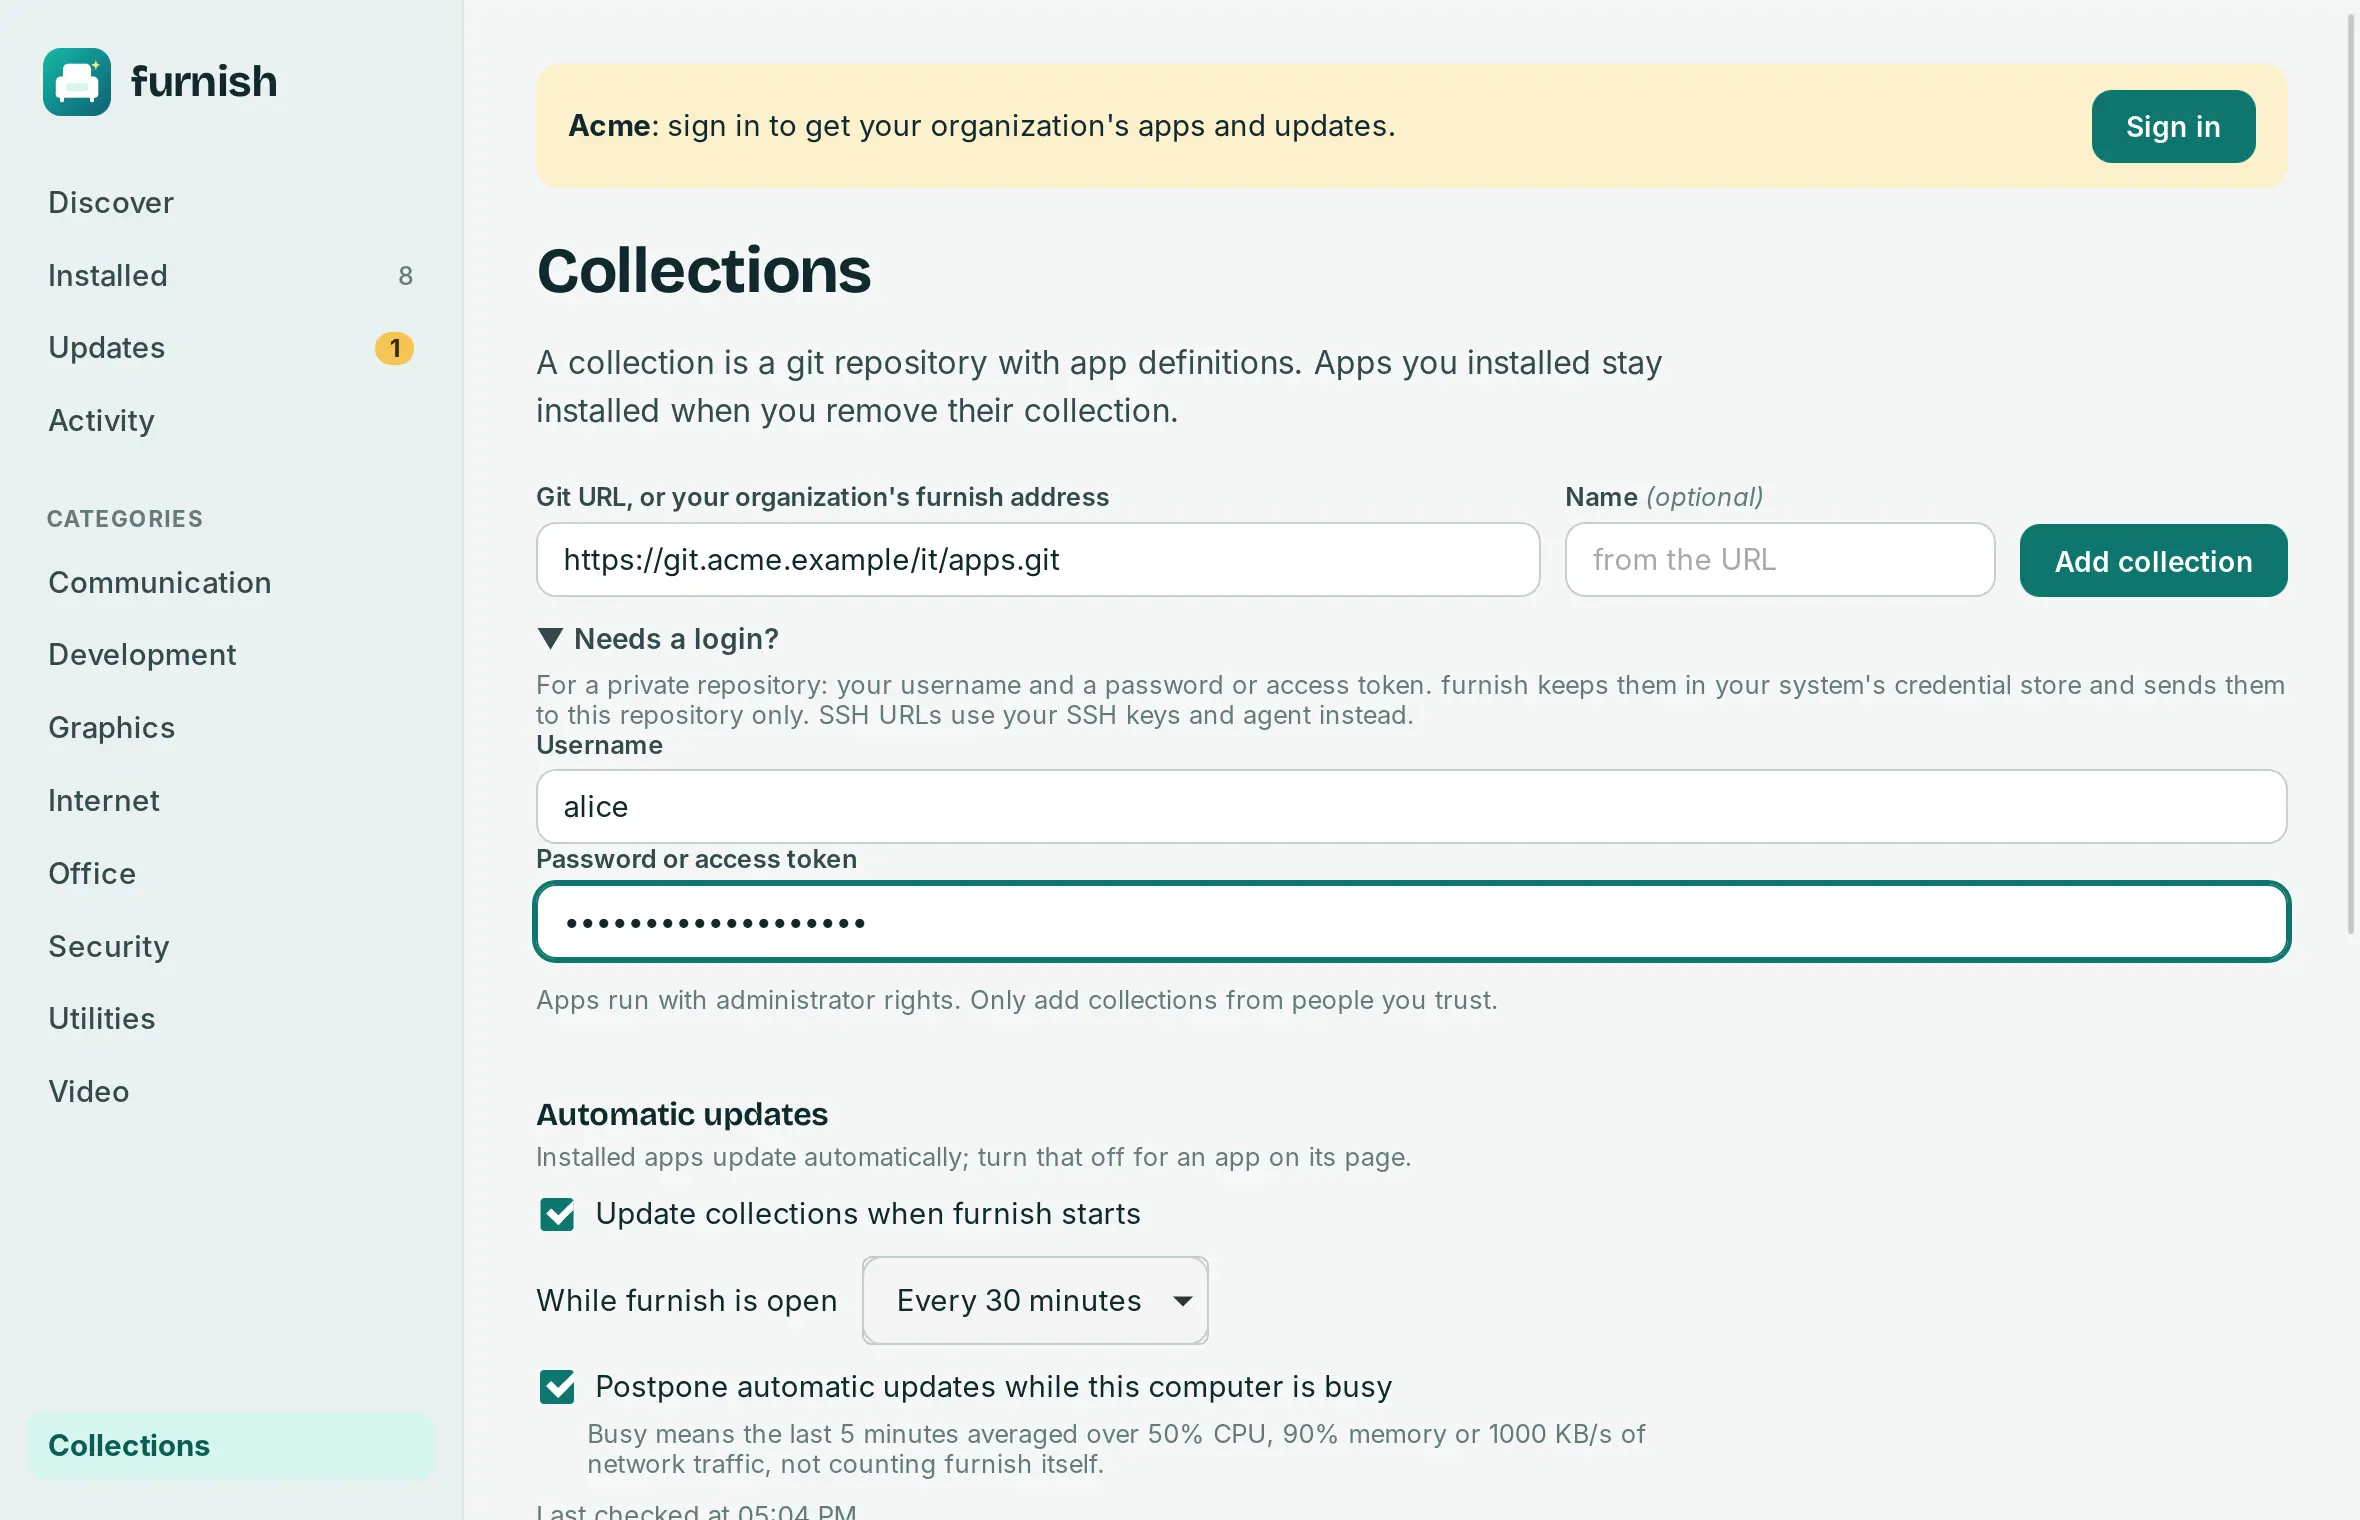 furnish
Discover
Installed 8
Updates 1
Activity
CATEGORIES
Communication
Development
Graphics
Internet
Office
Security
Utilities
Video
Collections
Acme: sign in to get your organization's apps and updates.
Sign in
Collections
A collection is a git repository with app definitions. Apps you installed stay
installed when you remove their collection.
Git URL, or your organization's furnish address
Name (optional)
https://git.acme.example/it/apps.git
from the URL
Add collection
▼ Needs a login?
For a private repository: your username and a password or access token. furnish keeps them in your system's credential store and sends them
to this repository only. SSH URLs use your SSH keys and agent instead.
Username
alice
Password or access token
•••••••••••••••••••
Apps run with administrator rights. Only add collections from people you trust.
Automatic updates
Installed apps update automatically; turn that off for an app on its page.
Update collections when furnish starts
While furnish is open Every 30 minutes
Postpone automatic updates while this computer is busy
Busy means the last 5 minutes averaged over 50% CPU, 90% memory or 1000 KB/s of
network traffic, not counting furnish itself.
Last checked at 05:04 PM